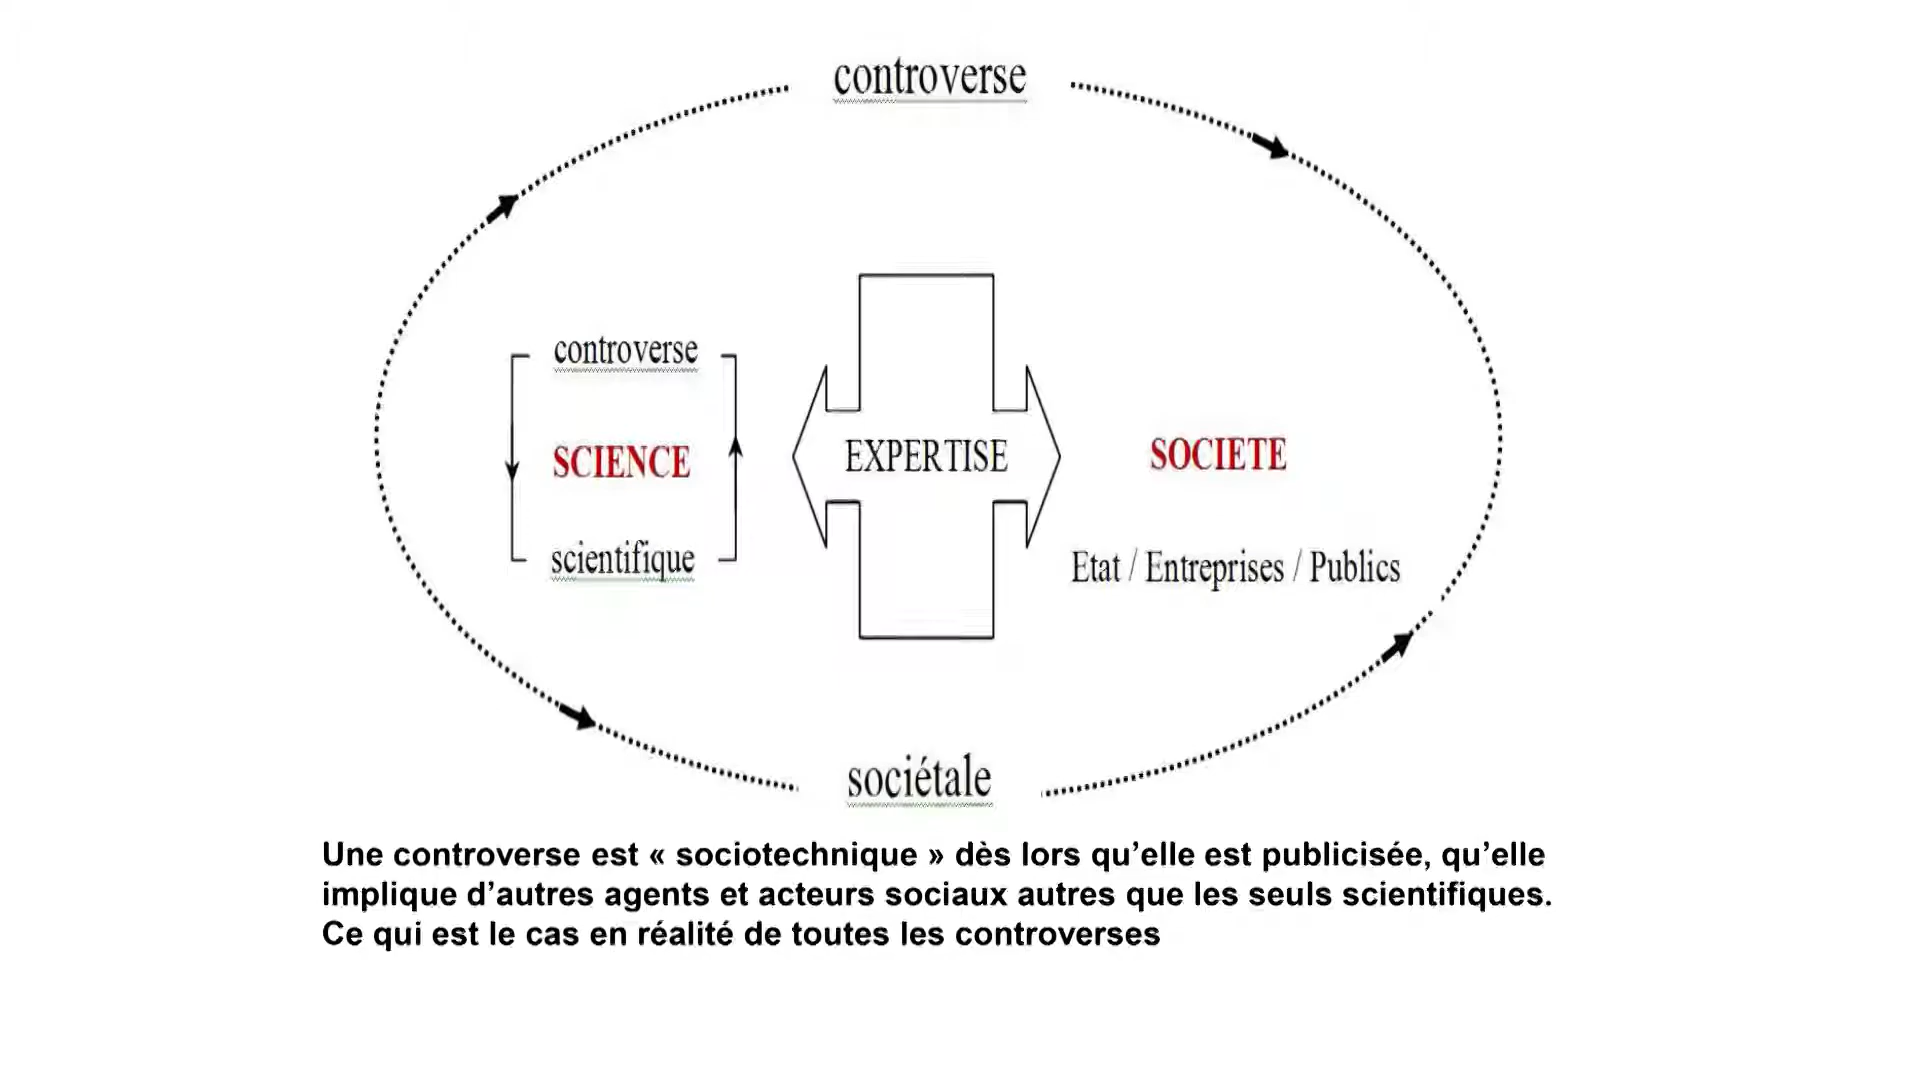 controverse
controverse
SCIENCE
scientifique
EXPERTISE
SOCIETE
Etat / Entreprises / Publics
sociétale
Une controverse est « sociotechnique » dès lors qu’elle est publicisée, qu’elle
implique d’autres agents et acteurs sociaux autres que les seuls scientifiques.
Ce qui est le cas en réalité de toutes les controverses